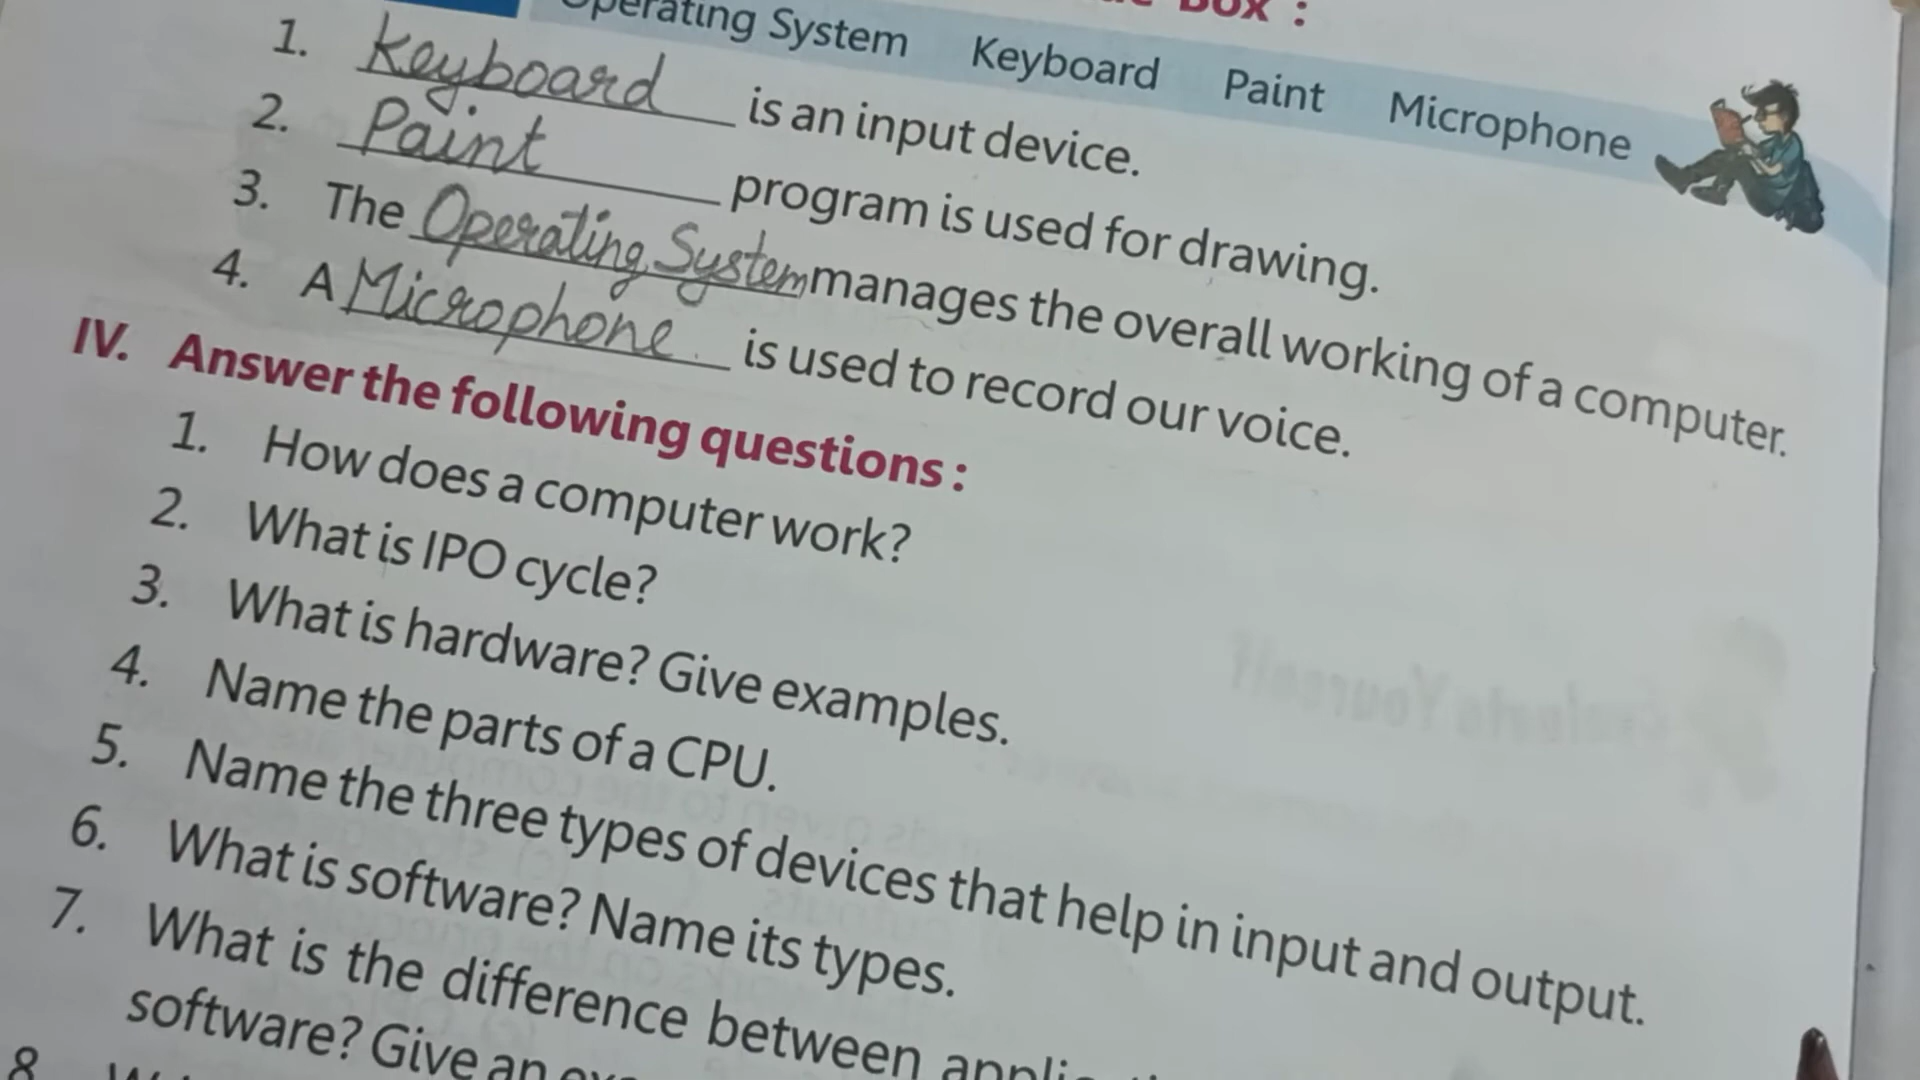 Box :
Operating System Keyboard Paint Microphone
1. Keyboard is an input device.
2. Paint program is used for drawing.
3. The Operating System manages the overall working of a computer.
4. A Microphone is used to record our voice.
IV. Answer the following questions :
1. How does a computer work?
2. What is IPO cycle?
3. What is hardware? Give examples.
4. Name the parts of a CPU.
5. Name the three types of devices that help in input and output.
6. What is software? Name its types.
7. What is the difference between
software? Give an
8